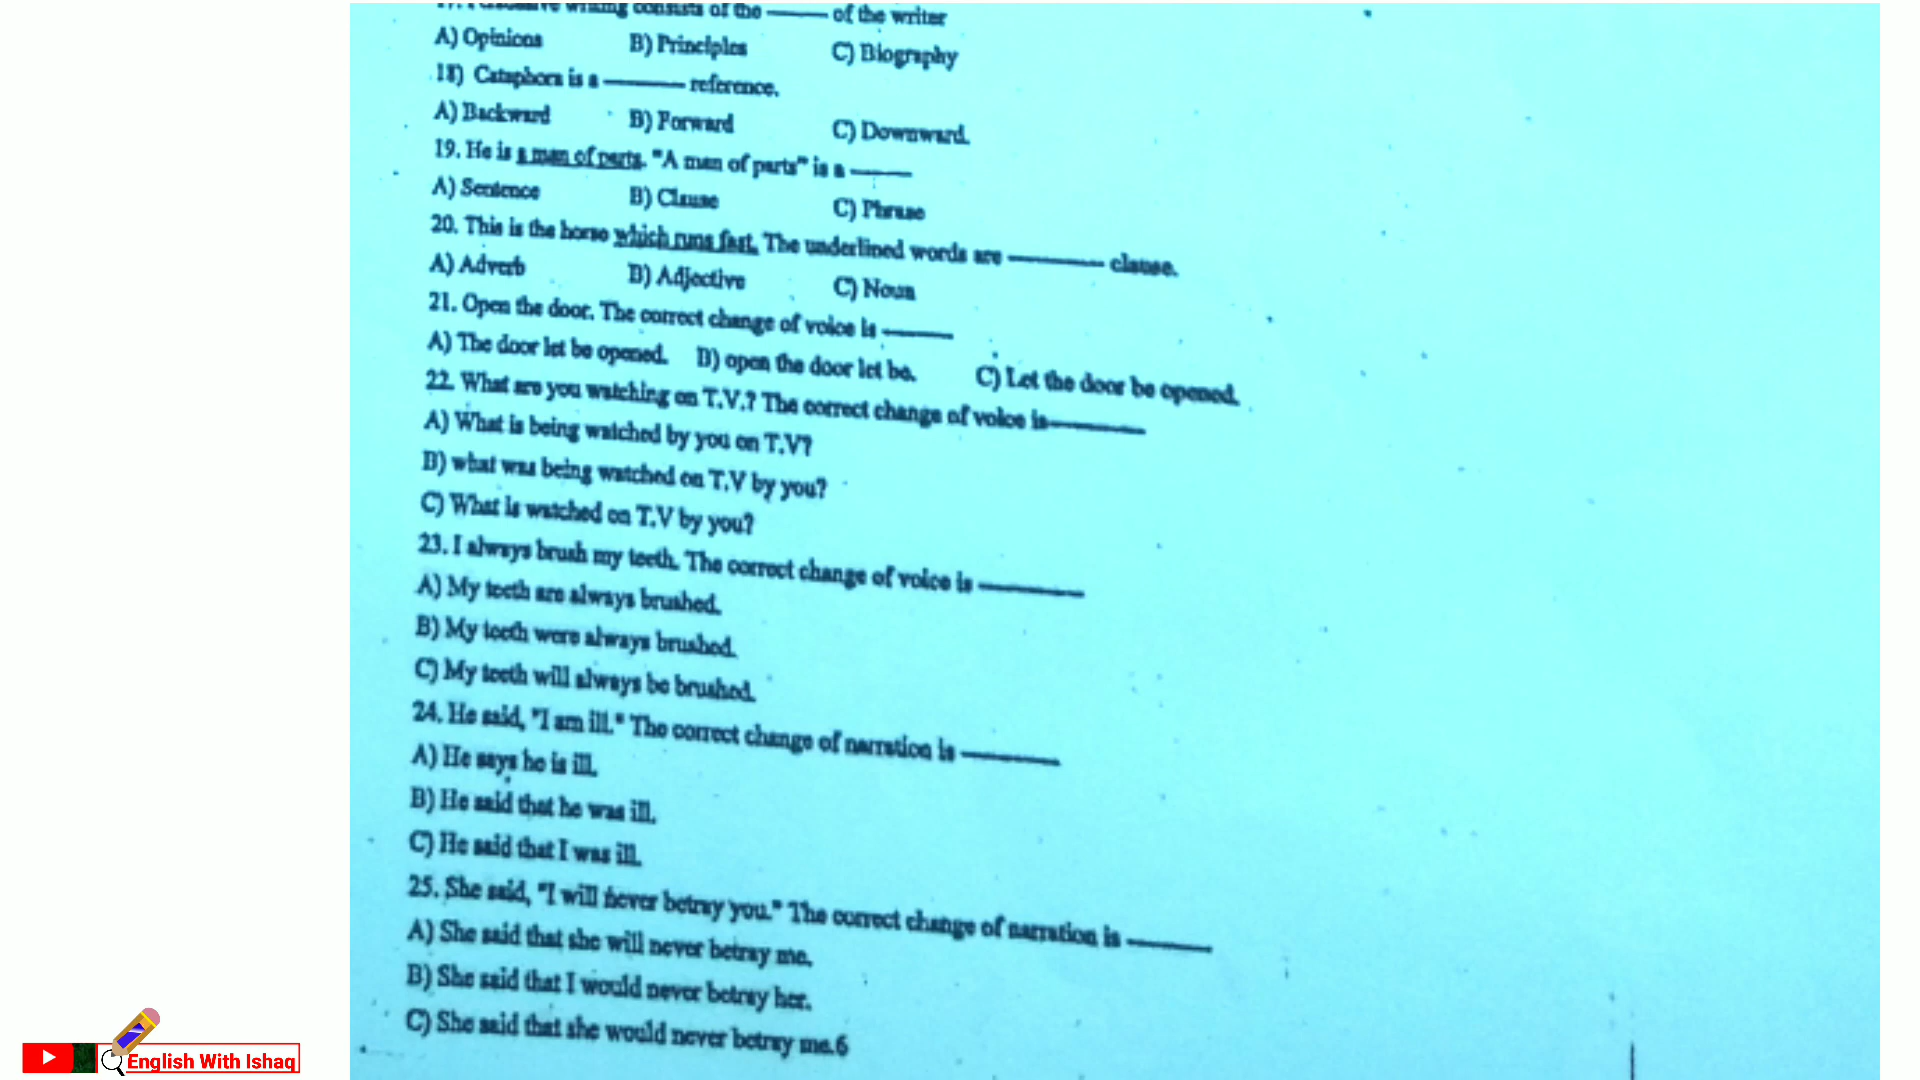 writing consists of the ——— of the writer
A) Opinions B) Principles C) Biography
18) Cataphora is a ——— reference.
A) Backward B) Forward C) Downward.
19. He is a man of parts. "A man of parts" is a ———
A) Sentence B) Clause C) Phrase
20. This is the horse which runs fast. The underlined words are ——— clause.
A) Adverb B) Adjective C) Noun
21. Open the door. The correct change of voice is ———
A) The door let be opened. B) open the door let be. C) Let the door be opened.
22. What are you watching on T.V.? The correct change of voice is———
A) What is being watched by you on T.V?
B) what was being watched on T.V by you?
C) What is watched on T.V by you?
23. I always brush my teeth. The correct change of voice is ———
A) My teeth are always brushed.
B) My teeth were always brushed.
C) My teeth will always be brushed.
24. He said, "I am ill." The correct change of narration is ———
A) He says he is ill.
B) He said that he was ill.
C) He said that I was ill.
25. She said, "I will never betray you." The correct change of narration is ———
A) She said that she will never betray me.
B) She said that I would never betray her.
C) She said that she would never betray me.6
English With Ishaq